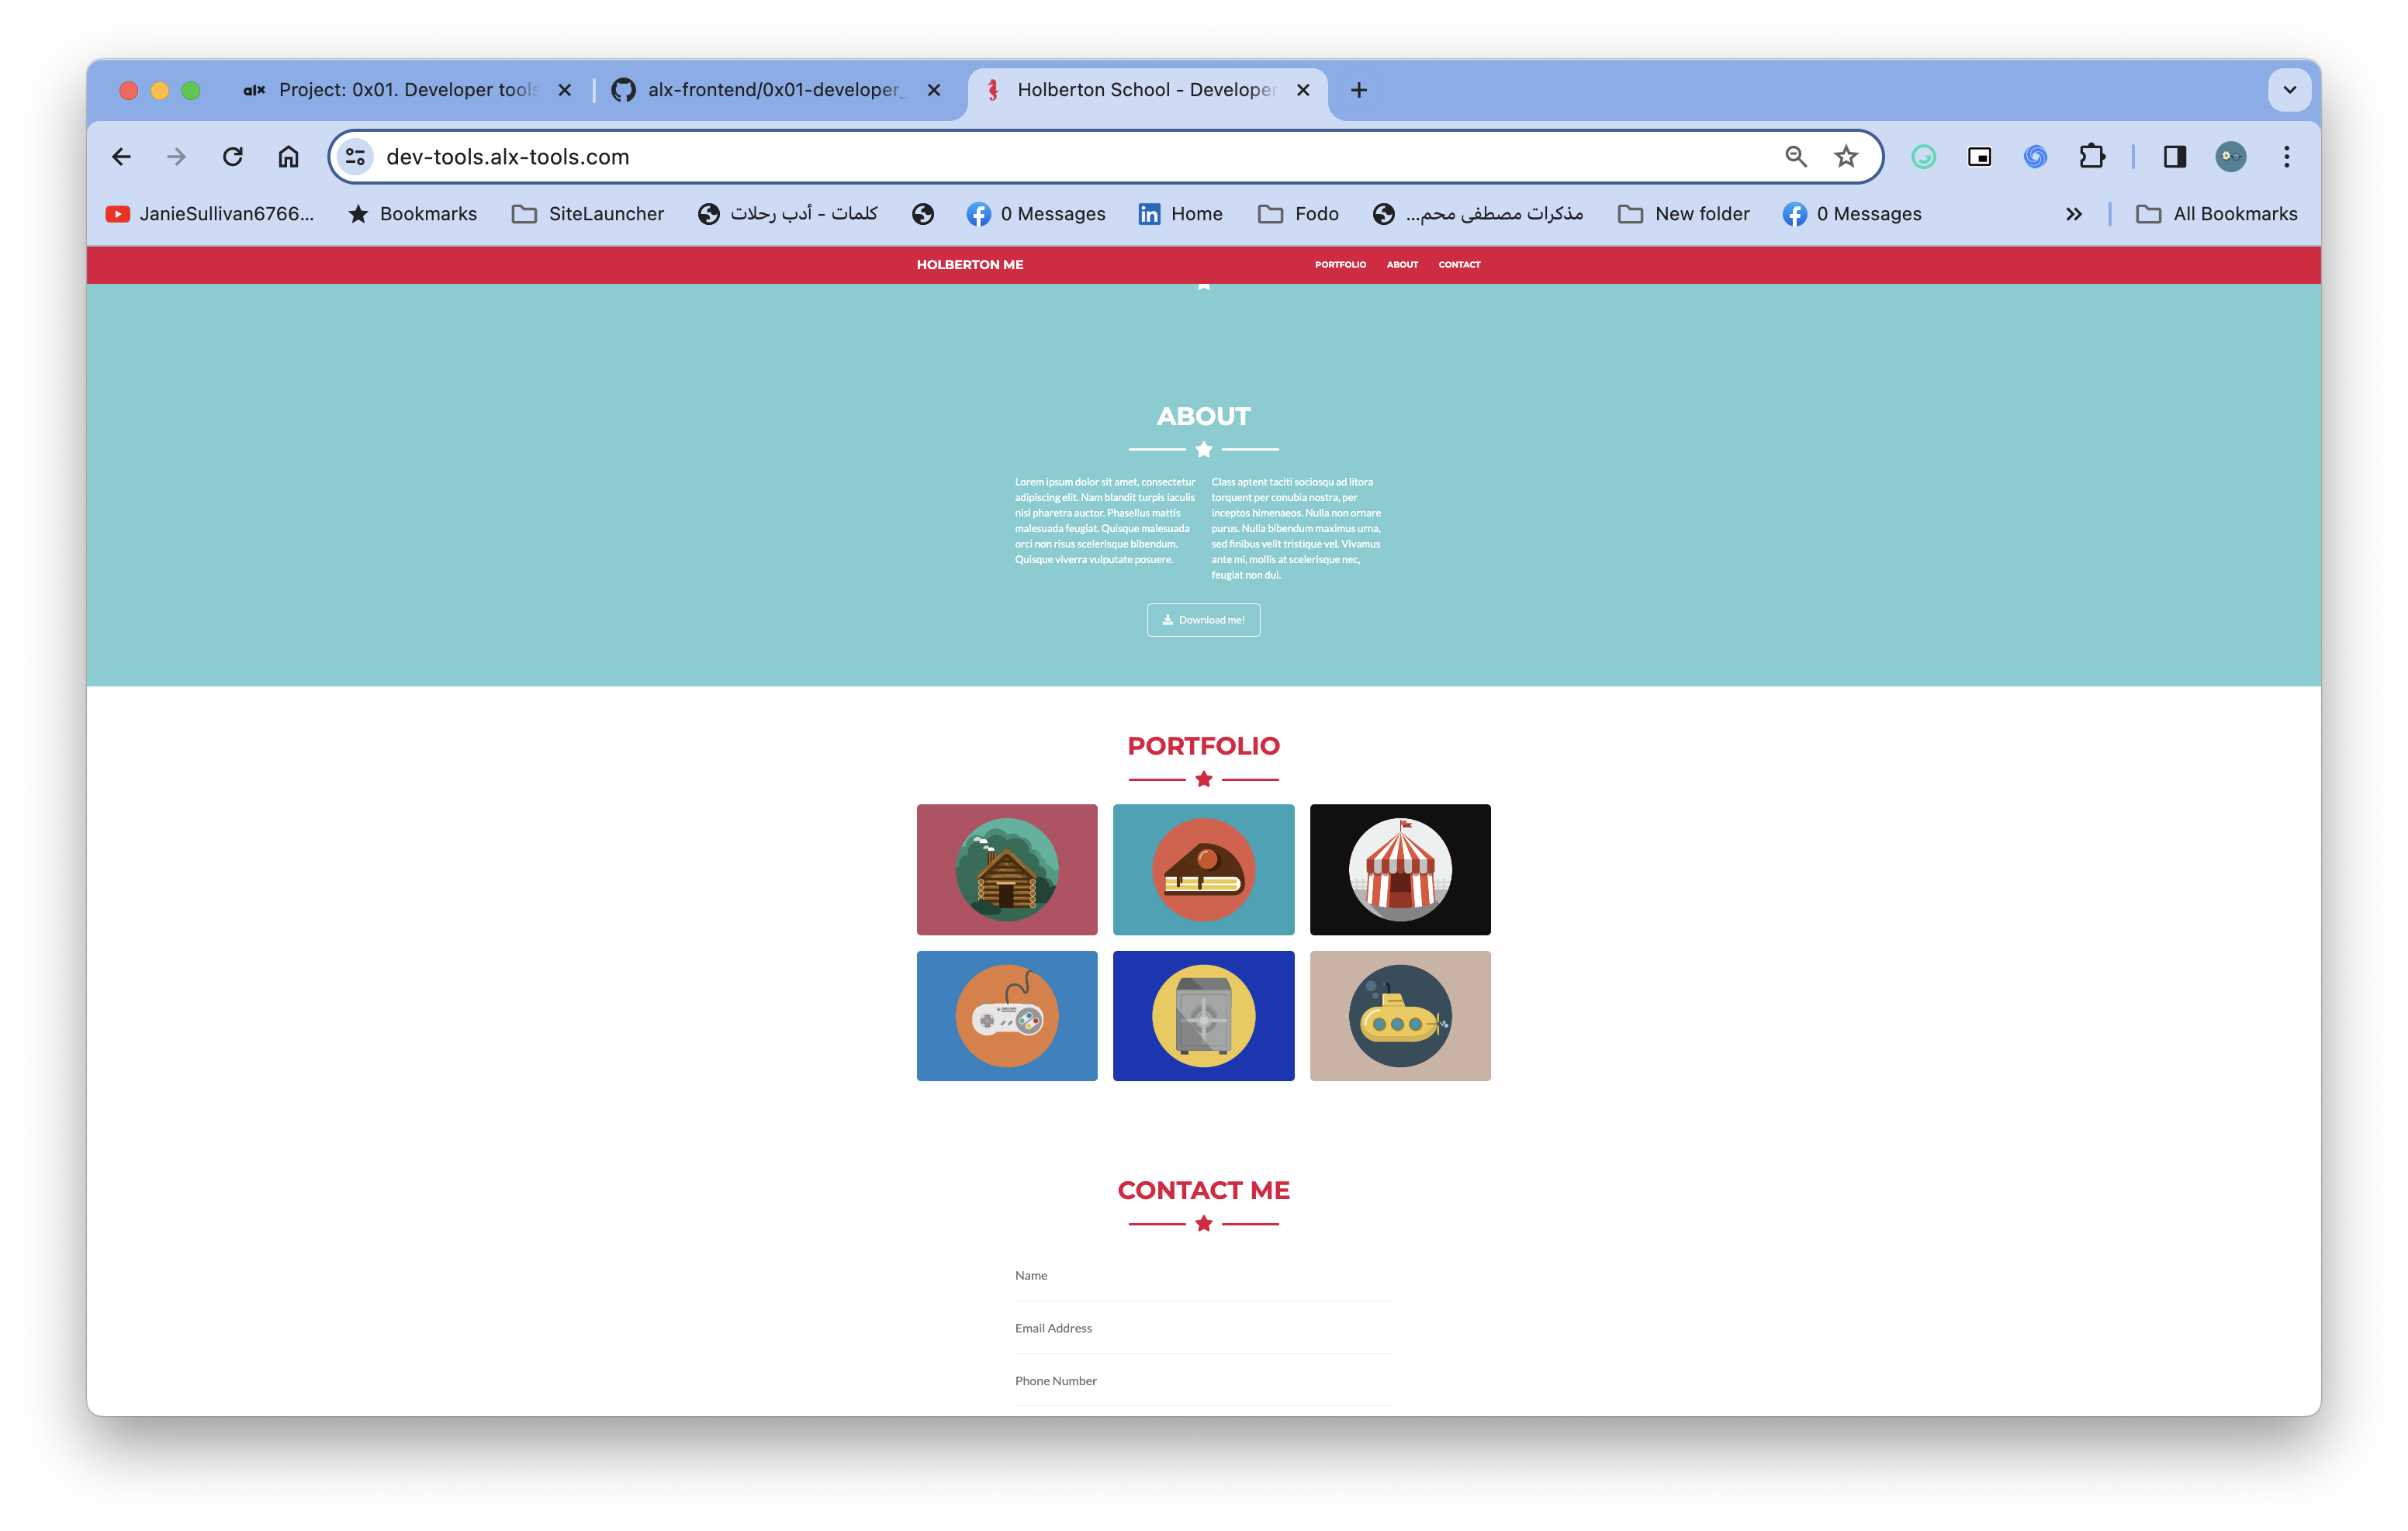 alx Project: 0x01. Developer tools
alx-frontend/0x01-developer_
Holberton School - Developer
dev-tools.alx-tools.com
JanieSullivan6766...
Bookmarks
SiteLauncher
كلمات - أدب رحلات
0 Messages
in Home
Fodo
مذكرات مصطفى محم...
New folder
0 Messages
All Bookmarks
HOLBERTON ME
PORTFOLIO ABOUT CONTACT
ABOUT
Lorem ipsum dolor sit amet, consectetur
adipiscing elit. Nam blandit turpis iaculis
nisl pharetra auctor. Phasellus mattis
malesuada feugiat. Quisque malesuada
orci non risus scelerisque bibendum.
Quisque viverra vulputate posuere.
Class aptent taciti sociosqu ad litora
torquent per conubia nostra, per
inceptos himenaeos. Nulla non ornare
purus. Nulla bibendum maximus urna,
sed finibus velit tristique vel. Vivamus
ante mi, mollis at scelerisque nec,
feugiat non dui.
Download me!
PORTFOLIO
CONTACT ME
Name
Email Address
Phone Number